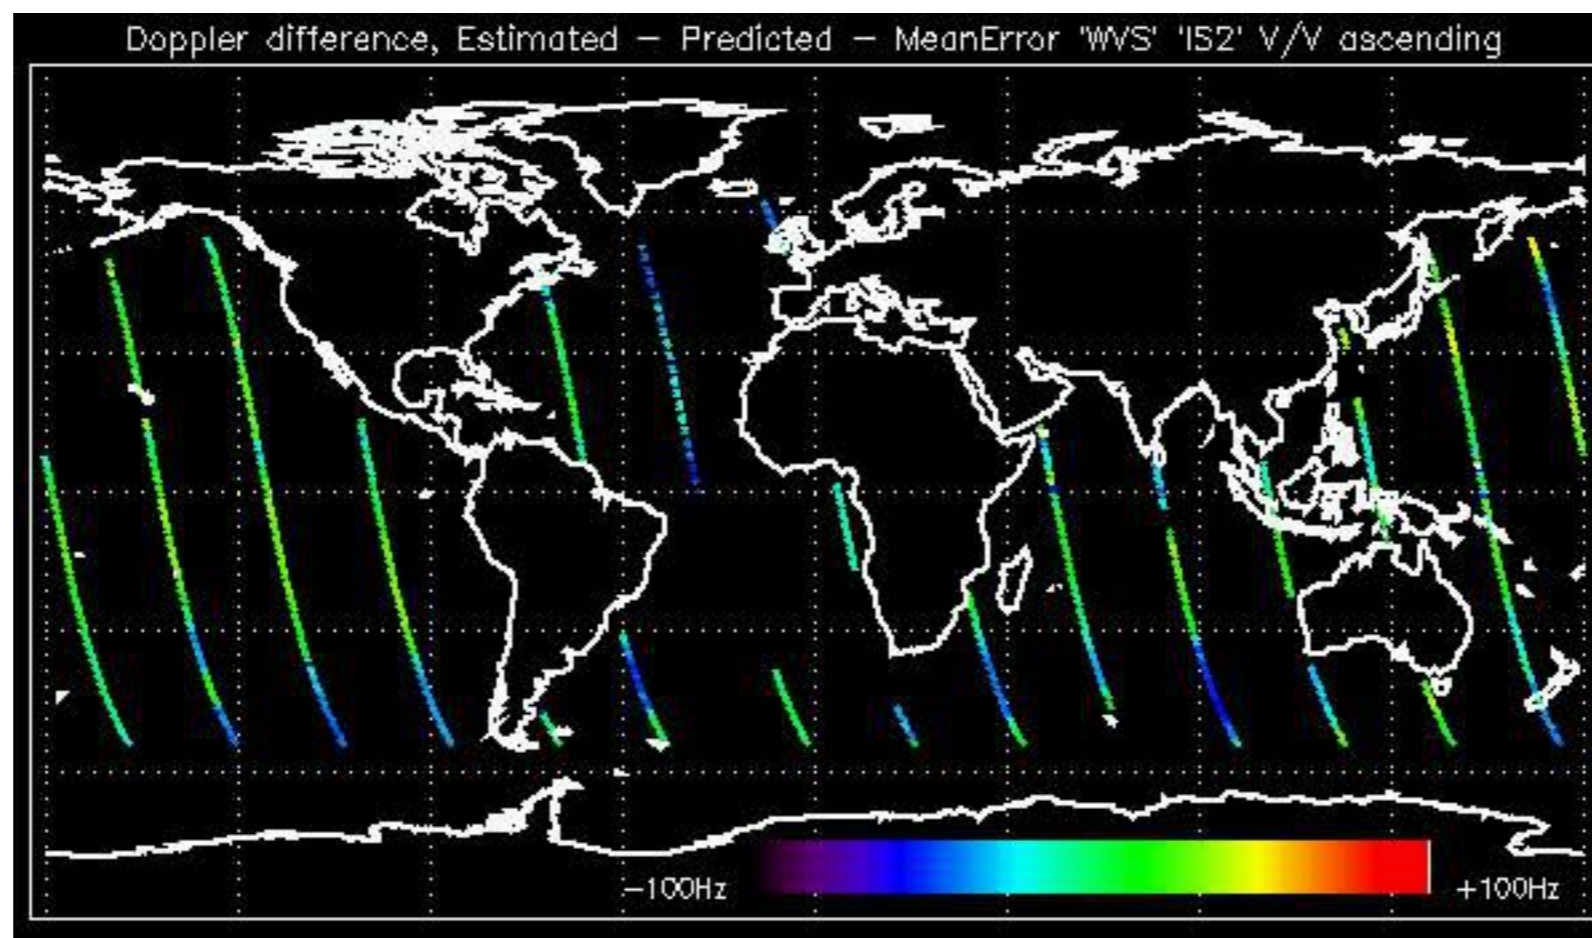 Doppler difference, Estimated – Predicted – MeanError 'WVS' 'IS2' V/V ascending
–100Hz
+100Hz